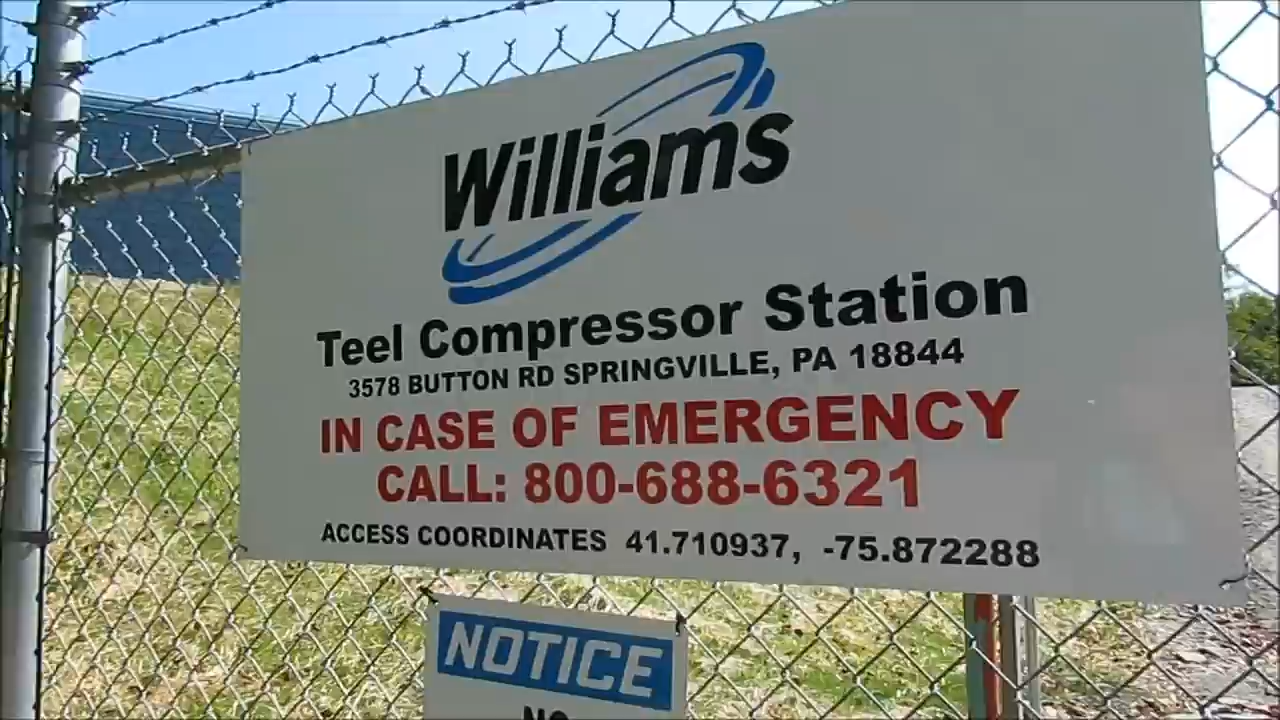 Williams
Teel Compressor Station
3578 BUTTON RD SPRINGVILLE, PA 18844
IN CASE OF EMERGENCY
CALL: 800-688-6321
ACCESS COORDINATES 41.710937, -75.872288
NOTICE
NO